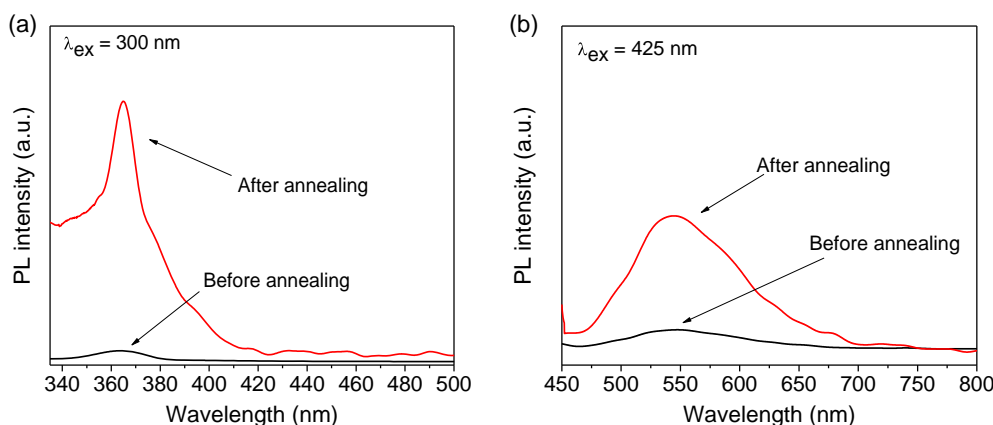 (a)
λex = 300 nm
PL intensity (a.u.)
After annealing
Before annealing
340 360 380 400 420 440 460 480 500
Wavelength (nm)
(b)
λex = 425 nm
PL intensity (a.u.)
After annealing
Before annealing
450 500 550 600 650 700 750 800
Wavelength (nm)